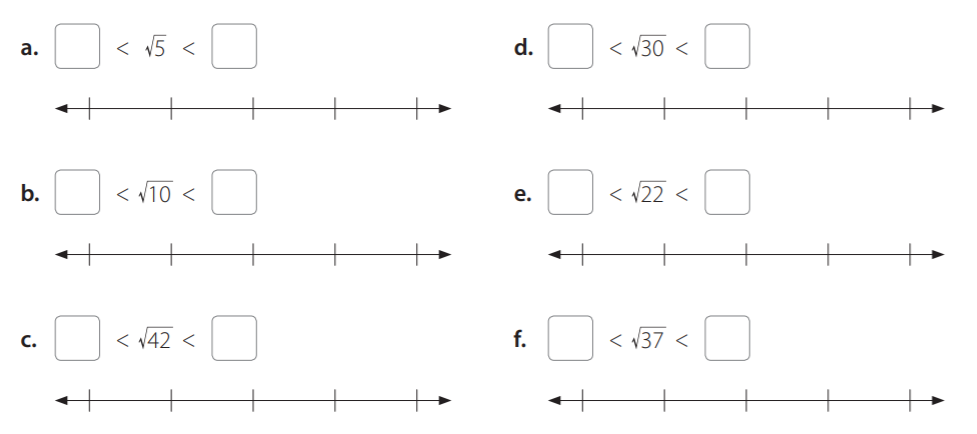 a. < √5 <
b. < √10 <
c. < √42 <
d. < √30 <
e. < √22 <
f. < √37 <